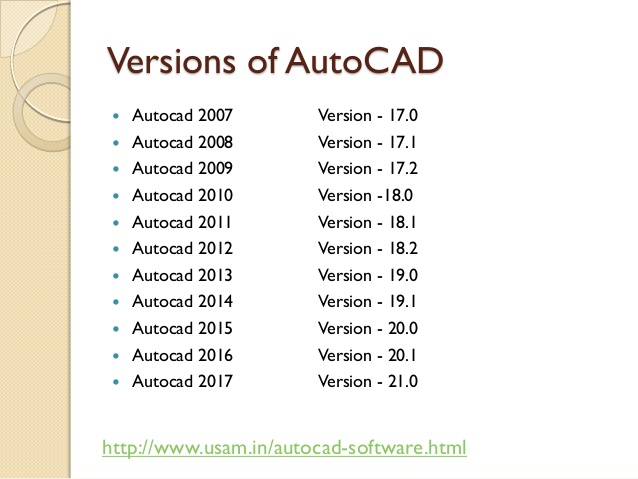 Versions of AutoCAD
Autocad 2007 Version - 17.0
Autocad 2008 Version - 17.1
Autocad 2009 Version - 17.2
Autocad 2010 Version -18.0
Autocad 2011 Version - 18.1
Autocad 2012 Version - 18.2
Autocad 2013 Version - 19.0
Autocad 2014 Version - 19.1
Autocad 2015 Version - 20.0
Autocad 2016 Version - 20.1
Autocad 2017 Version - 21.0
http://www.usam.in/autocad-software.html